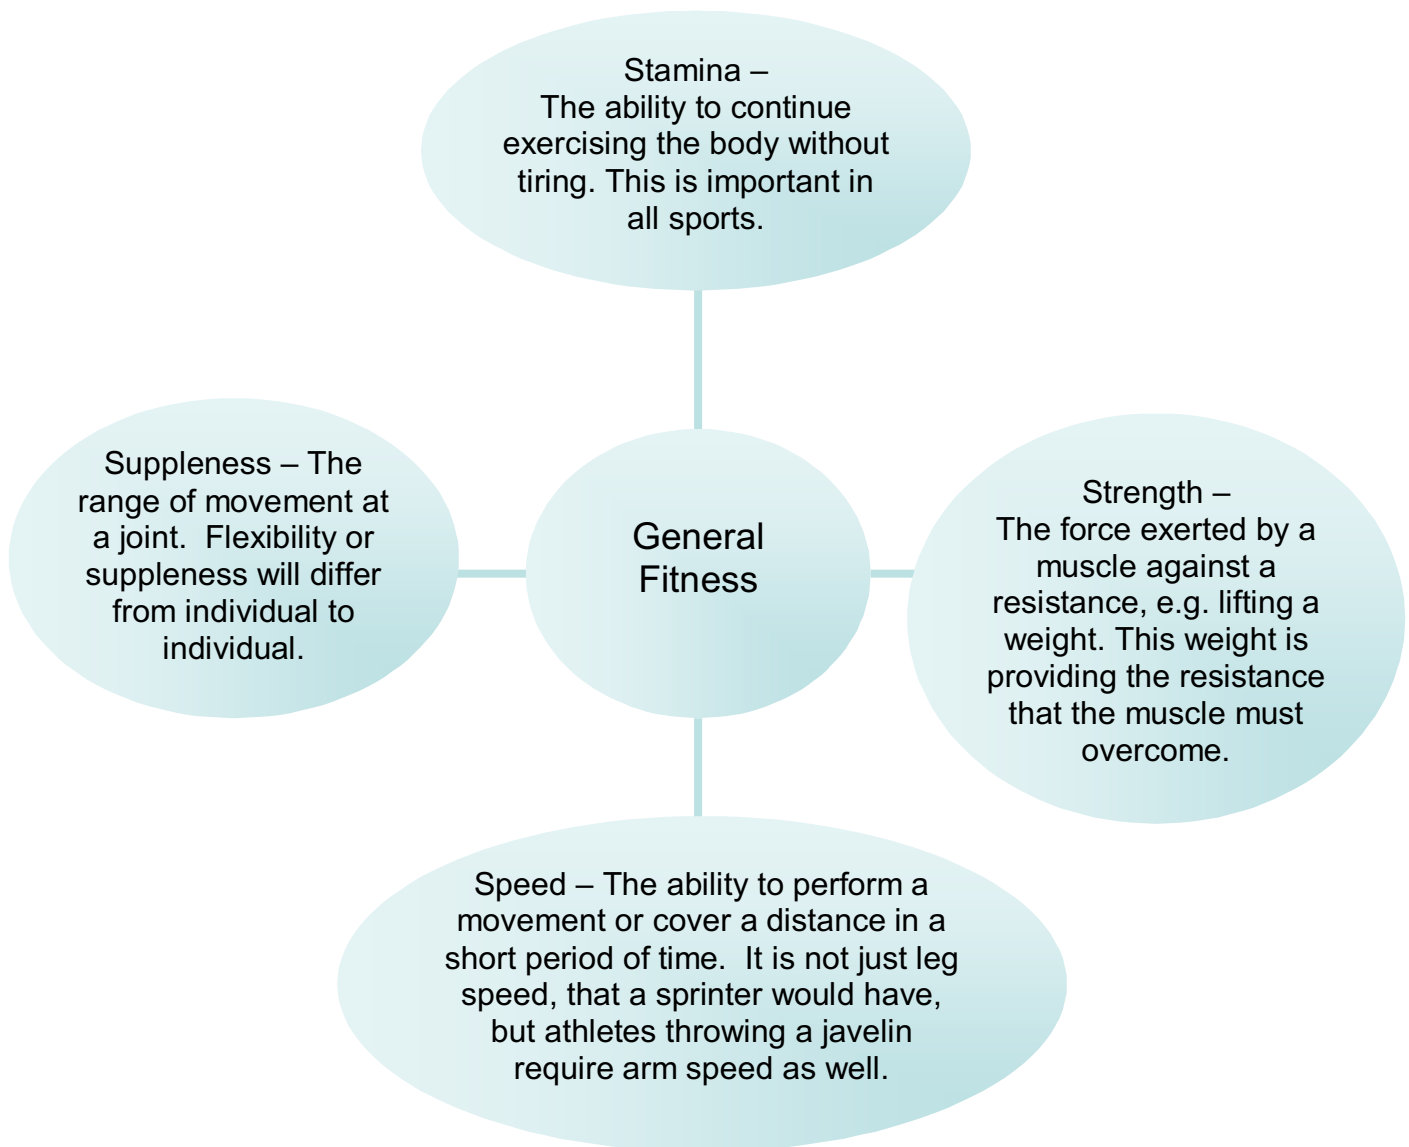 Stamina –
The ability to continue
exercising the body without
tiring. This is important in
all sports.
Suppleness – The
range of movement at
a joint.  Flexibility or
suppleness will differ
from individual to
individual.
General
Fitness
Strength –
The force exerted by a
muscle against a
resistance, e.g. lifting a
weight. This weight is
providing the resistance
that the muscle must
overcome.
Speed – The ability to perform a
movement or cover a distance in a
short period of time.  It is not just leg
speed, that a sprinter would have,
but athletes throwing a javelin
require arm speed as well.